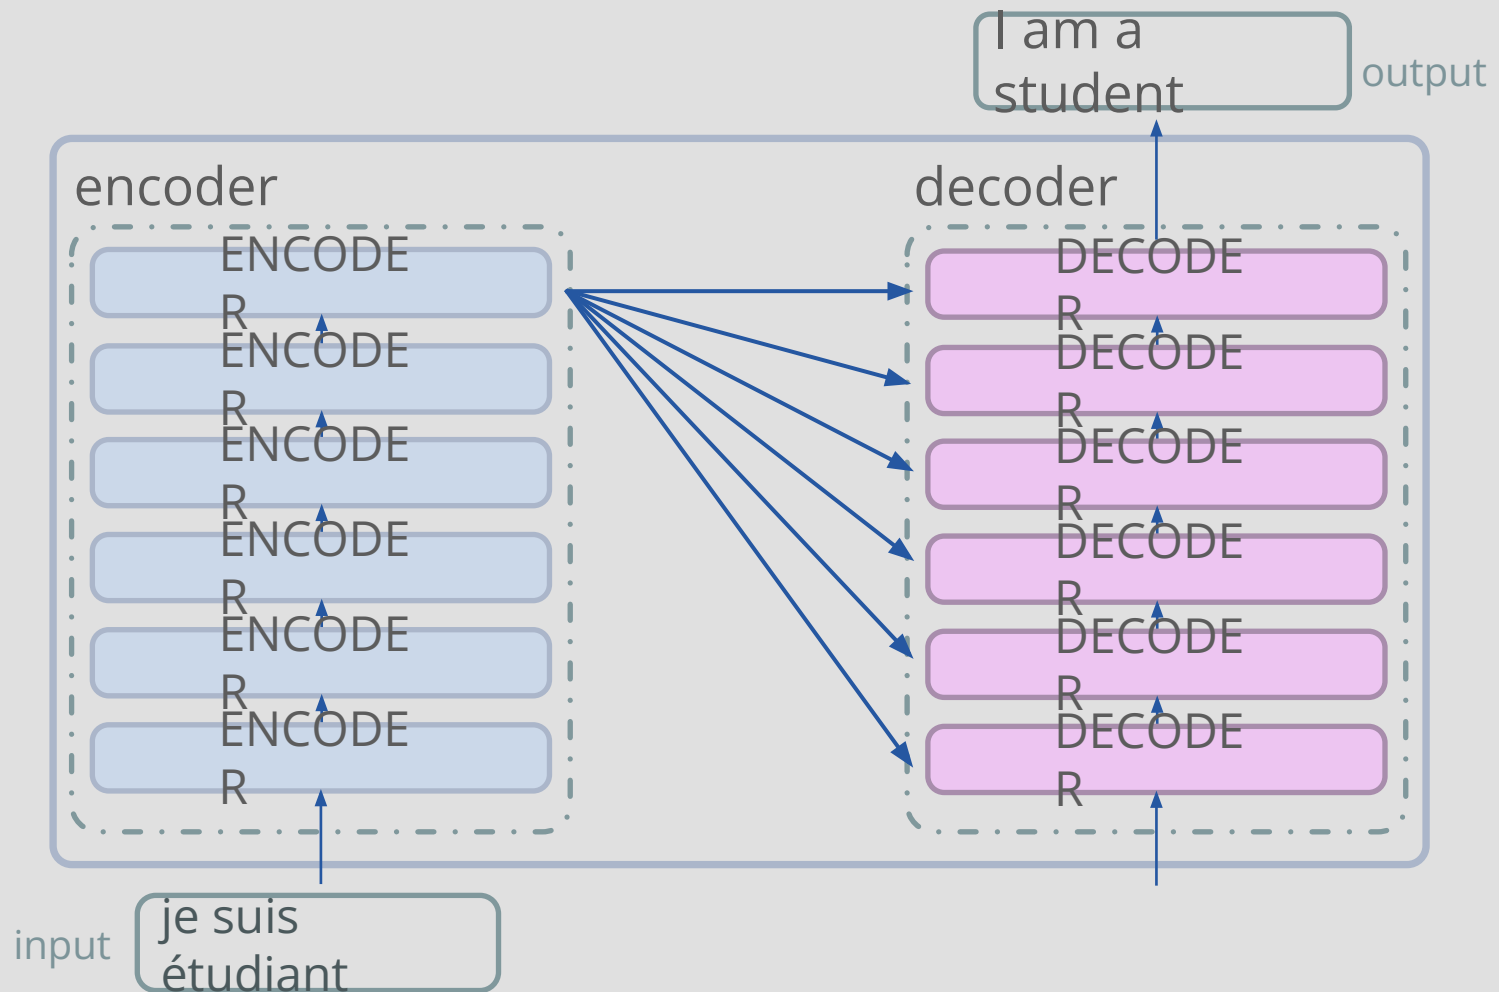 I am a
student
output
encoder
decoder
ENCODE
R
ENCODE
R
ENCODE
R
ENCODE
R
ENCODE
R
ENCODE
R
DECODE
R
DECODE
R
DECODE
R
DECODE
R
DECODE
R
DECODE
R
input
je suis
étudiant